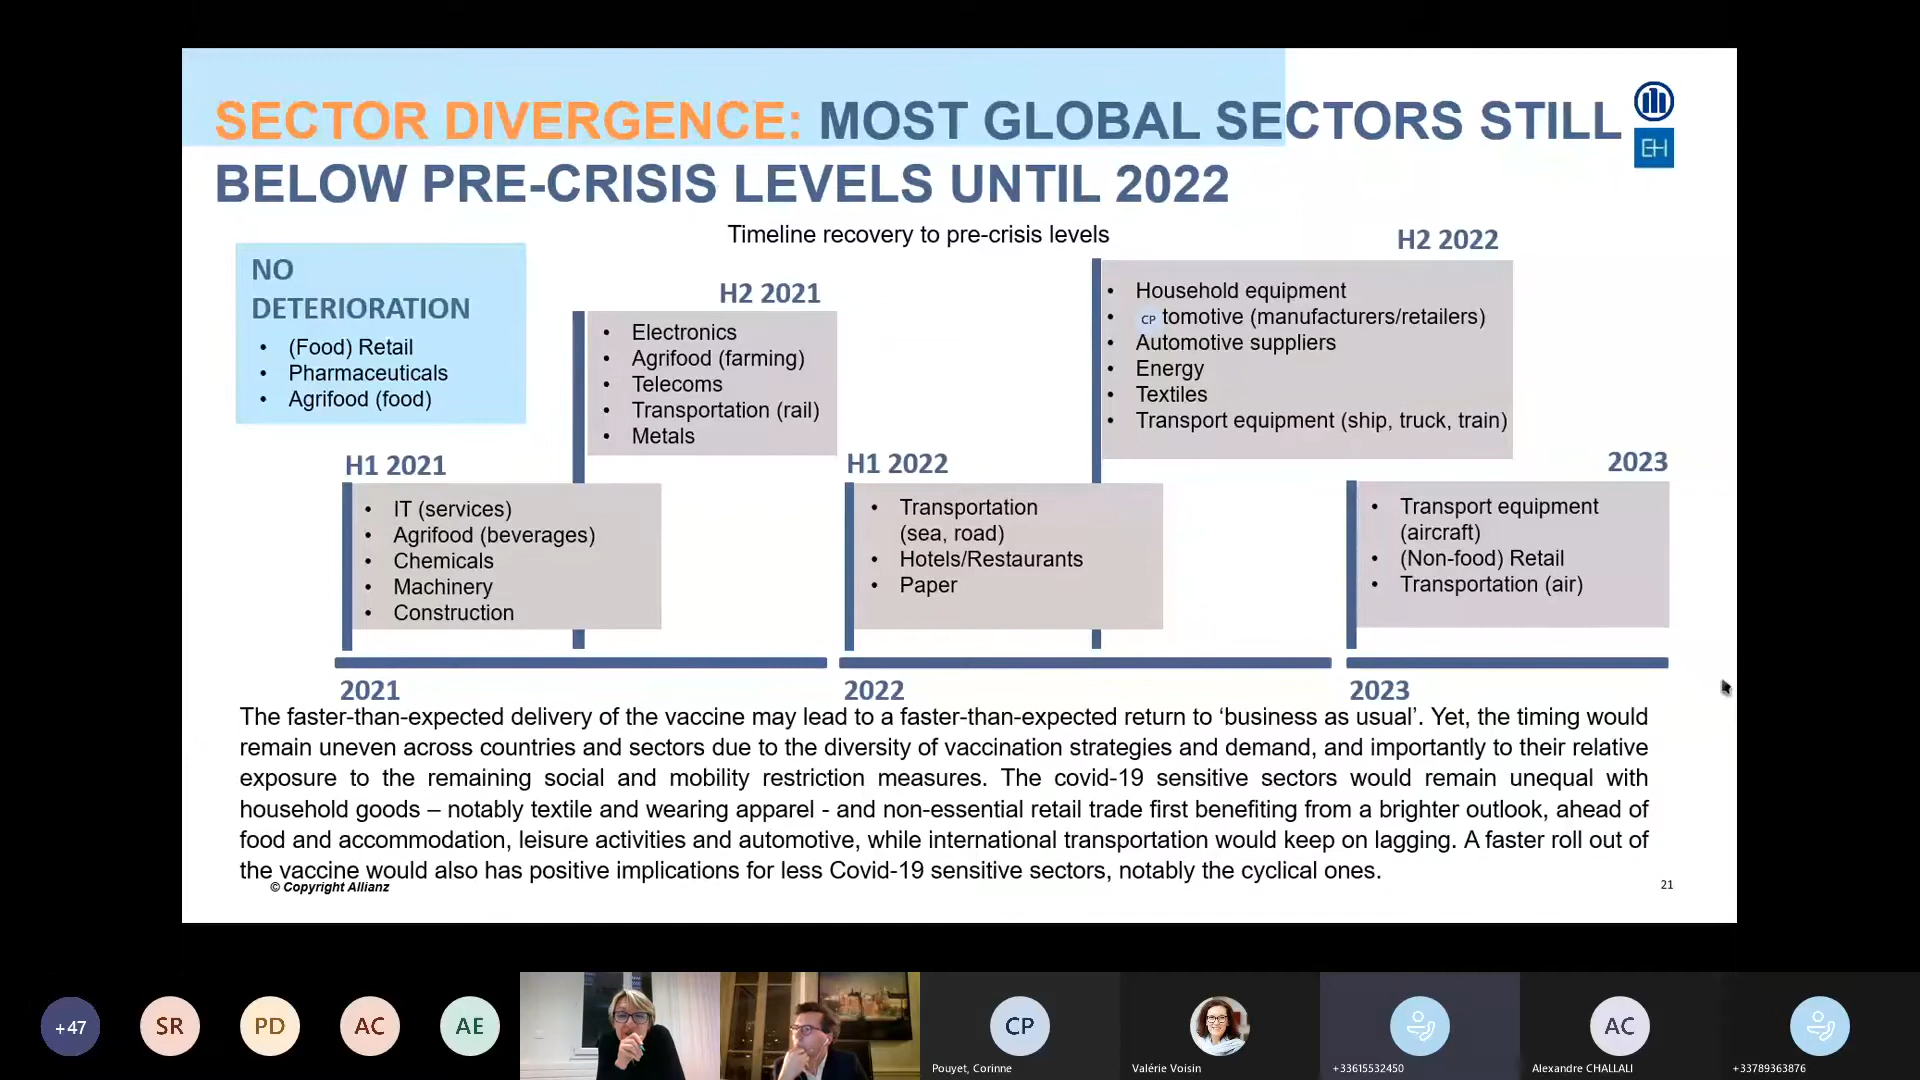 SECTOR DIVERGENCE: MOST GLOBAL SECTORS STILL
BELOW PRE-CRISIS LEVELS UNTIL 2022
EH
Timeline recovery to pre-crisis levels
NO
DETERIORATION
• (Food) Retail
• Pharmaceuticals
• Agrifood (food)
H1 2021
• IT (services)
• Agrifood (beverages)
• Chemicals
• Machinery
• Construction
H2 2021
• Electronics
• Agrifood (farming)
• Telecoms
• Transportation (rail)
• Metals
H1 2022
• Transportation
(sea, road)
• Hotels/Restaurants
• Paper
H2 2022
• Household equipment
• CP tomotive (manufacturers/retailers)
• Automotive suppliers
• Energy
• Textiles
• Transport equipment (ship, truck, train)
2023
• Transport equipment
(aircraft)
• (Non-food) Retail
• Transportation (air)
2021
2022
2023
The faster-than-expected delivery of the vaccine may lead to a faster-than-expected return to ‘business as usual’. Yet, the timing would
remain uneven across countries and sectors due to the diversity of vaccination strategies and demand, and importantly to their relative
exposure to the remaining social and mobility restriction measures. The covid-19 sensitive sectors would remain unequal with
household goods – notably textile and wearing apparel - and non-essential retail trade first benefiting from a brighter outlook, ahead of
food and accommodation, leisure activities and automotive, while international transportation would keep on lagging. A faster roll out of
the vaccine would also has positive implications for less Covid-19 sensitive sectors, notably the cyclical ones.
© Copyright Allianz
21
+47
SR
PD
AC
AE
CP
Pouyet, Corinne
Valérie Voisin
+33615532450
AC
Alexandre CHALLALI
+33789363876